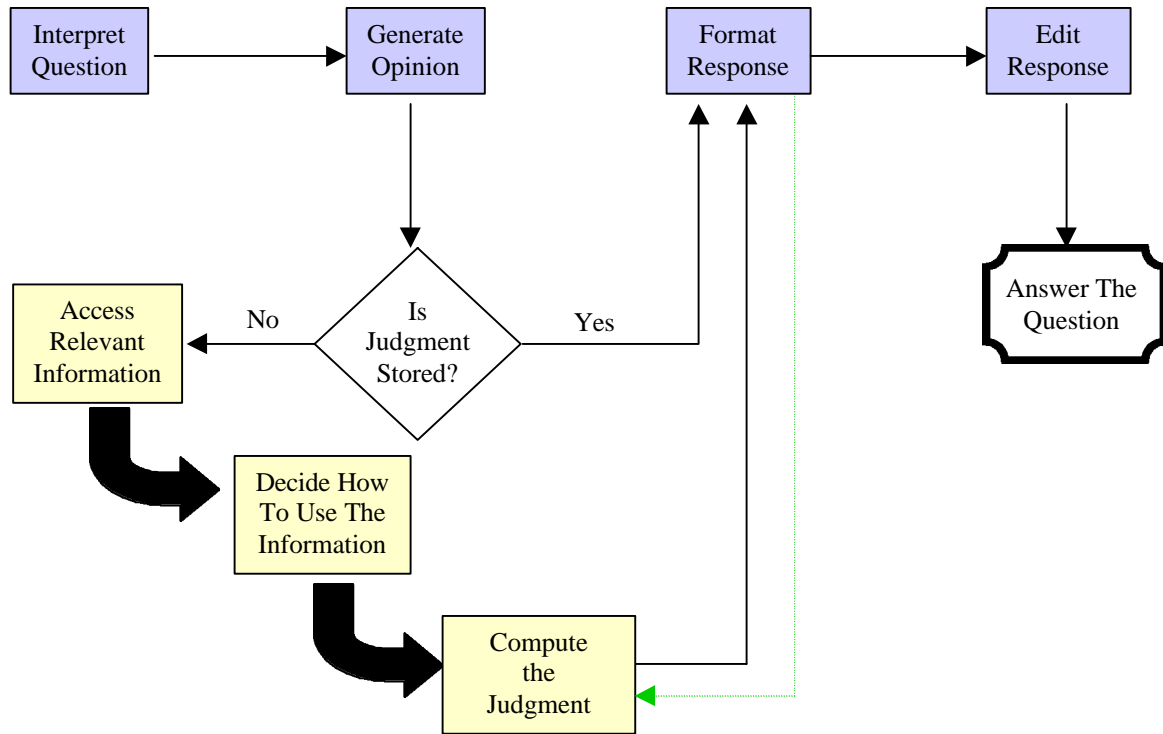 Interpret
Question
Generate
Opinion
Format
Response
Edit
Response
Is
Judgment
Stored?
No
Yes
Access
Relevant
Information
Answer The
Question
Decide How
To Use The
Information
Compute
the
Judgment